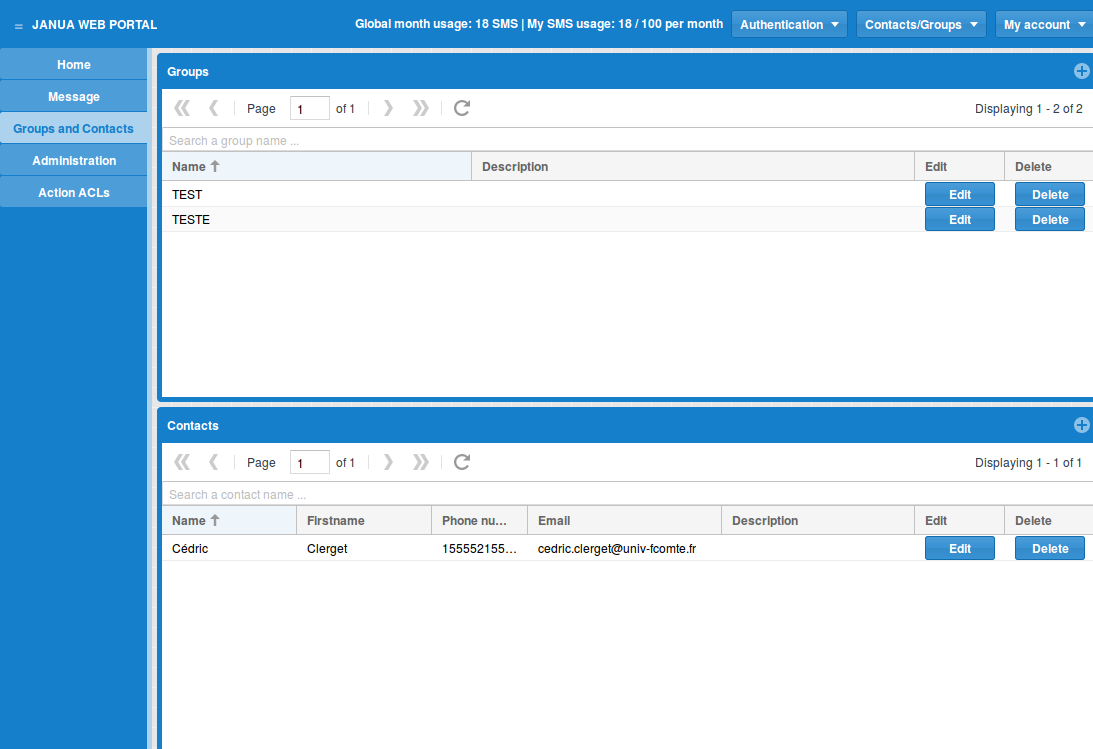 JANUA WEB PORTAL Global month usage: 18 SMS | My SMS usage: 18 / 100 per month Authentication Contacts/Groups My account
Home
Message
Groups and Contacts
Administration
Action ACLs
Groups
Page 1 of 1 Displaying 1 - 2 of 2
Search a group name ...
Name Description Edit Delete
TEST Edit Delete
TESTE Edit Delete
Contacts
Page 1 of 1 Displaying 1 - 1 of 1
Search a contact name ...
Name Firstname Phone nu... Email Description Edit Delete
Cédric Clerget 155552155... cedric.clerget@univ-fcomte.fr Edit Delete